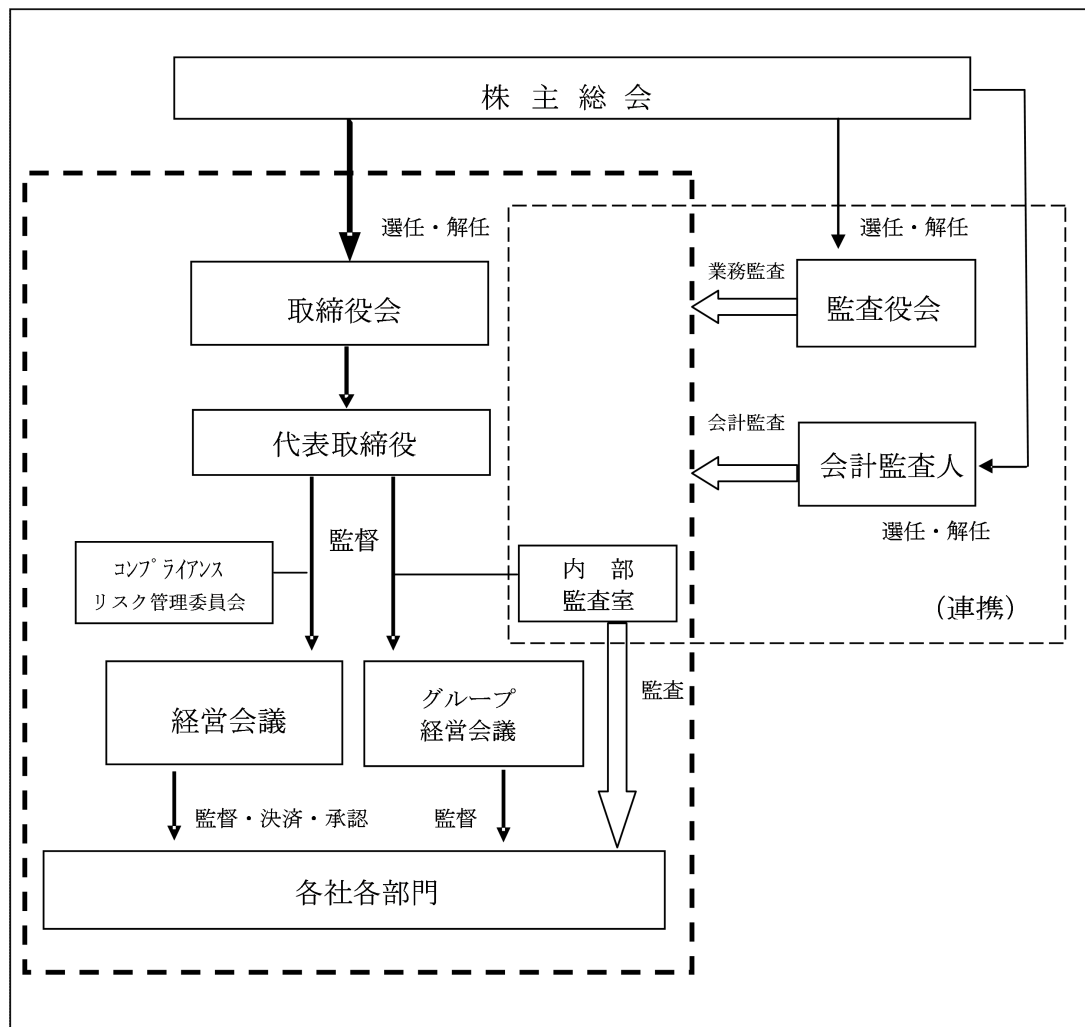 株 主 総 会
選任・解任
選任・解任
業務監査
取締役会
監査役会
会計監査
代表取締役
会計監査人
選任・解任
監督
コンプライアンス
リスク管理委員会
内 部
監査室
（連携）
監査
経営会議
グループ
経営会議
監督・決済・承認
監督
各社各部門